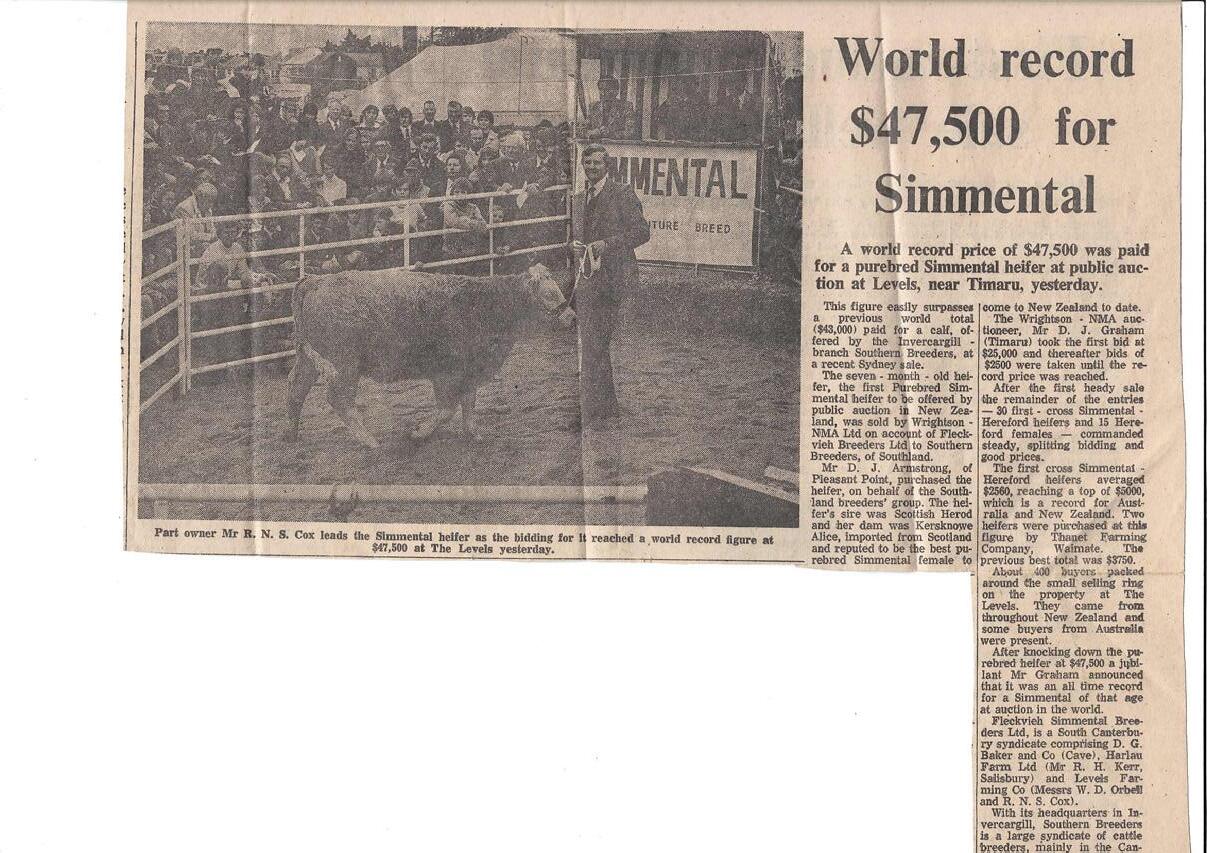 MMENTAL
UTURE BREED
Part owner Mr R. N. S. Cox leads the Simmental heifer as the bidding for it reached a world record figure at
$47,500 at The Levels yesterday.
World record
$47,500 for
Simmental
A world record price of $47,500 was paid
for a purebred Simmental heifer at public auc-
tion at Levels, near Timaru, yesterday.
This figure easily surpasses
a previous world total
($43,000) paid for a calf, of-
fered by the Invercargill -
branch Southern Breeders, at
a recent Sydney sale.
The seven - month - old hei-
fer, the first Purebred Sim-
mental heifer to be offered by
public auction in New Zea-
land, was sold by Wrightson -
NMA Ltd on account of Fleck-
vieh Breeders Ltd to Southern
Breeders, of Southland.
Mr D. J. Armstrong, of
Pleasant Point, purchased the
heifer, on behalf of the South-
land breeders' group. The hei-
fer's sire was Scottish Herod
and her dam was Kersknowe
Alice, imported from Scotland
and reputed to be the best pu-
rebred Simmental female to
come to New Zealand to date.
The Wrightson - NMA auc-
tioneer, Mr D. J. Graham
(Timaru) took the first bid at
$25,000 and thereafter bids of
$2500 were taken until the re-
cord price was reached.
After the first heady sale
the remainder of the entries
— 30 first - cross Simmental -
Hereford heifers and 15 Here-
ford females — commanded
steady, splitting bidding and
good prices.
The first cross Simmental -
Hereford heifers averaged
$2560, reaching a top of $5000,
which is a record for Aust-
ralia and New Zealand. Two
heifers were purchased at this
figure by Thanet Farming
Company, Waimate. The
previous best total was $3750.
About 400 buyers packed
around the small selling ring
on the property at The
Levels. They came from
throughout New Zealand and
some buyers from Australia
were present.
After knocking down the pu-
rebred heifer at $47,500 a jubi-
lant Mr Graham announced
that it was an all time record
for a Simmental of that age
at auction in the world.
Fleckvieh Simmental Bree-
ders Ltd, is a South Canterbu-
ry syndicate comprising D. G.
Baker and Co (Cave), Harlau
Farm Ltd (Mr R. H. Kerr,
Salisbury) and Levels Far-
ming Co (Messrs W. D. Orbell
and R. N. S. Cox).
With its headquarters in In-
vercargill, Southern Breeders
is a large syndicate of cattle
breeders, mainly in the Can-